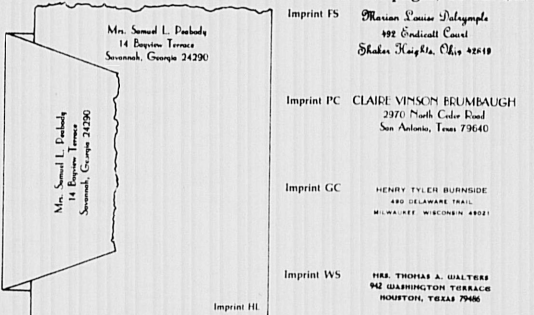 Mrs. Samuel L. Peabody
14 Bayview Terrace
Savannah, Georgia 24290
Mrs. Samuel L. Peabody
14 Bayview Terrace
Savannah, Georgia 24290
Imprint HL
Imprint FS
Marian Louise Dalrymple
492 Endicott Court
Shaker Heights, Ohio 42619
Imprint PC
CLAIRE VINSON BRUMBAUGH
2970 North Cedar Road
San Antonio, Texas 79640
Imprint GC
HENRY TYLER BURNSIDE
480 DELAWARE TRAIL
MILWAUKEE, WISCONSIN 48021
Imprint WS
MRS. THOMAS A. WALTERS
942 WASHINGTON TERRACE
HOUSTON, TEXAS 79486